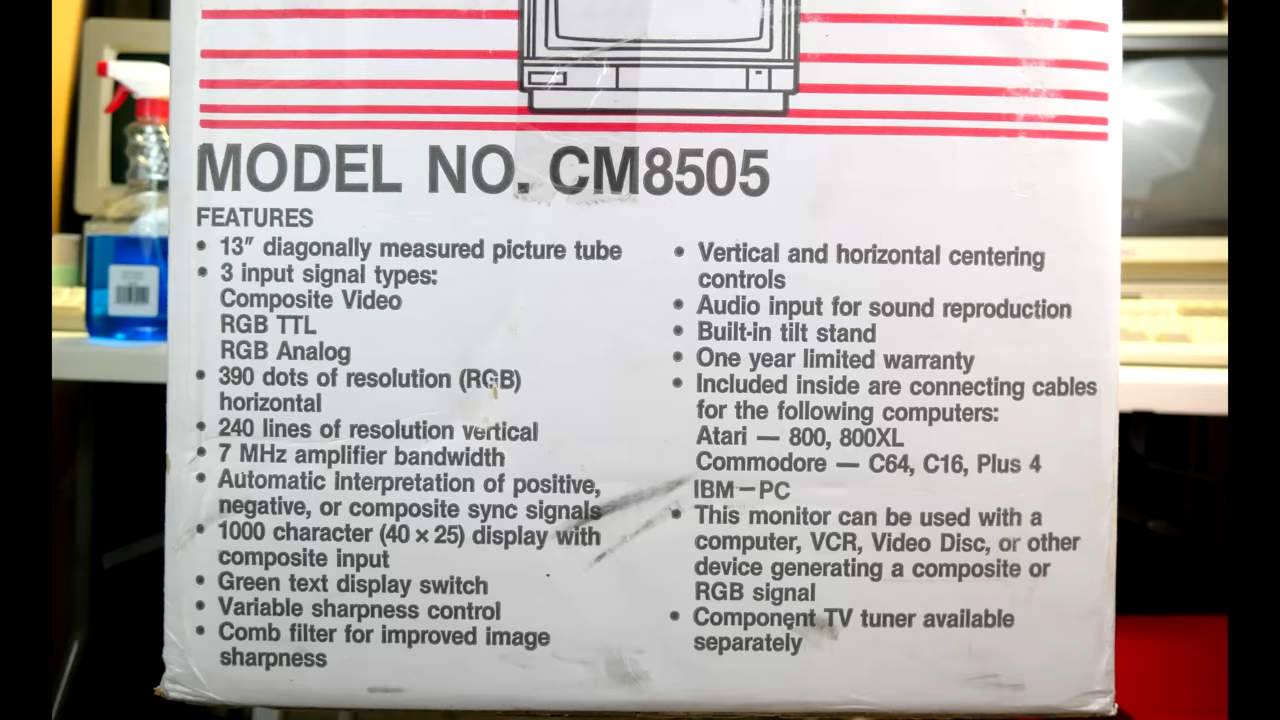 MODEL NO. CM8505
FEATURES
• 13" diagonally measured picture tube
• 3 input signal types:
Composite Video
RGB TTL
RGB Analog
• 390 dots of resolution (RGB)
horizontal
• 240 lines of resolution vertical
• 7 MHz amplifier bandwidth
• Automatic interpretation of positive,
negative, or composite sync signals
• 1000 character (40 × 25) display with
composite input
• Green text display switch
• Variable sharpness control
• Comb filter for improved image
sharpness
• Vertical and horizontal centering
controls
• Audio input for sound reproduction
• Built-in tilt stand
• One year limited warranty
• Included inside are connecting cables
for the following computers:
Atari — 800, 800XL
Commodore — C64, C16, Plus 4
IBM—PC
• This monitor can be used with a
computer, VCR, Video Disc, or other
device generating a composite or
RGB signal
• Component TV tuner available
separately